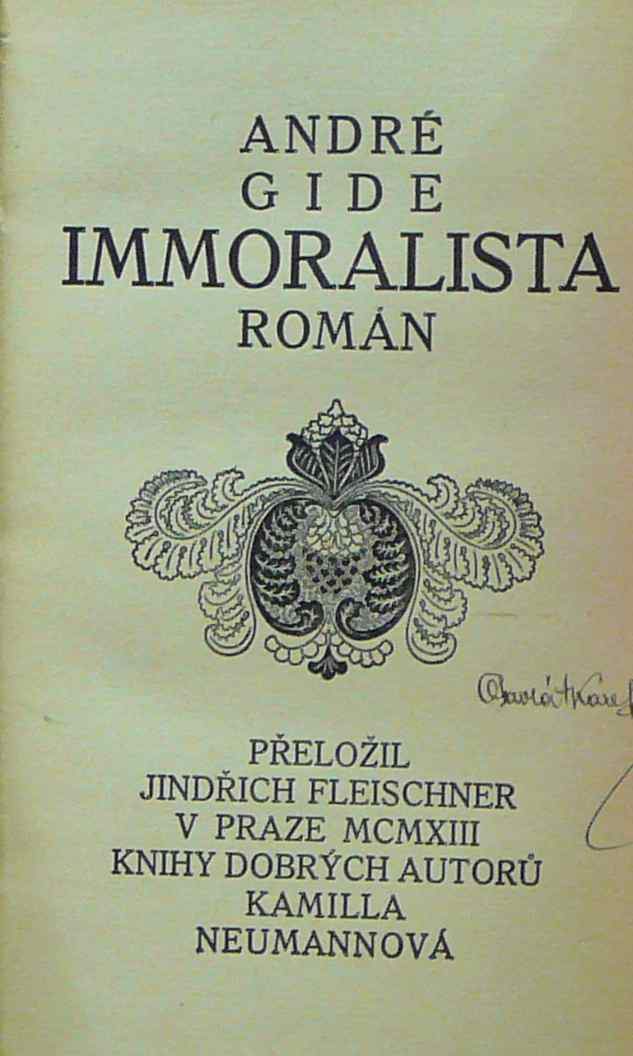 ANDRÉ
GIDE
IMMORALISTA
ROMÁN
PŘELOŽIL
JINDŘICH FLEISCHNER
V PRAZE MCMXIII
KNIHY DOBRÝCH AUTORŮ
KAMILLA
NEUMANNOVÁ